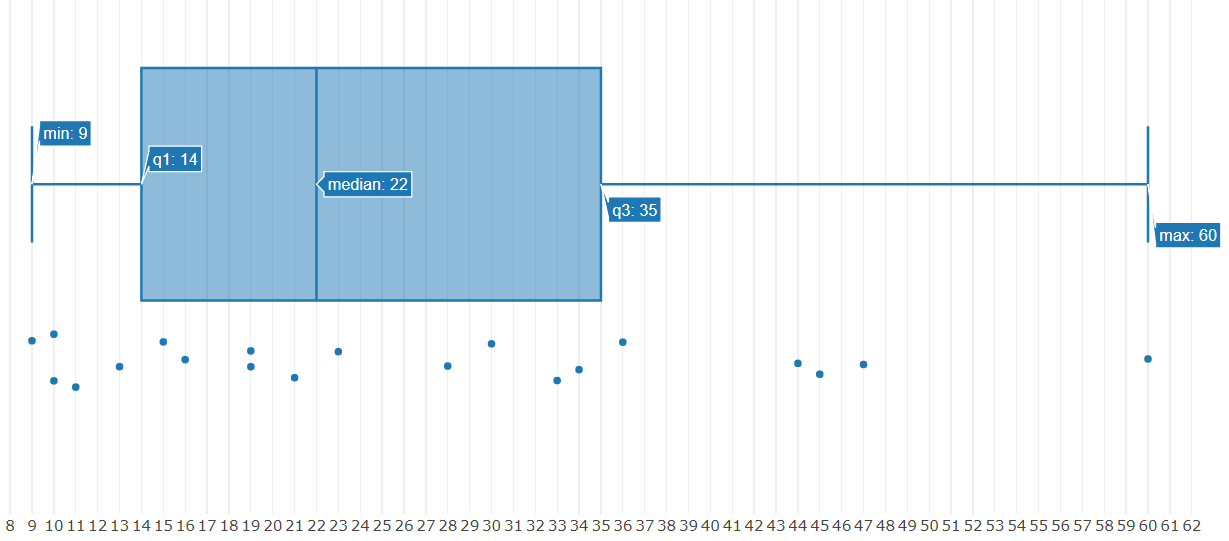 min: 9
q1: 14
median: 22
q3: 35
max: 60
8 9 10 11 12 13 14 15 16 17 18 19 20 21 22 23 24 25 26 27 28 29 30 31 32 33 34 35 36 37 38 39 40 41 42 43 44 45 46 47 48 49 50 51 52 53 54 55 56 57 58 59 60 61 62